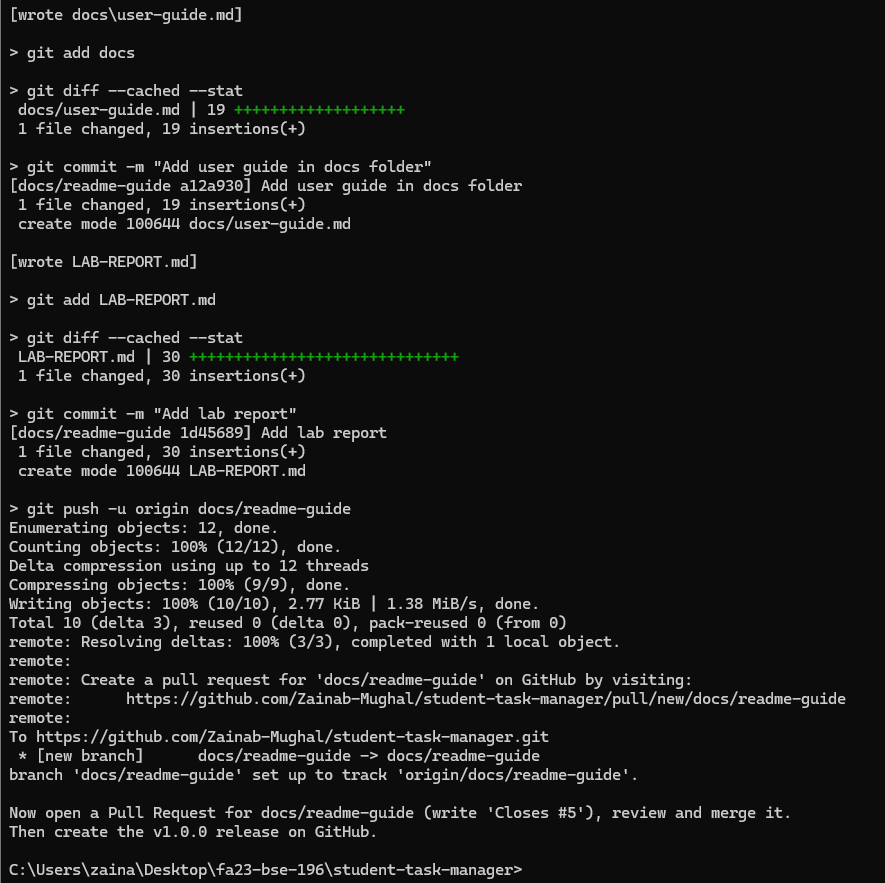 [wrote docs\user-guide.md]
> git add docs
> git diff --cached --stat
docs/user-guide.md | 19 +++++++++++++++++++
1 file changed, 19 insertions(+)
> git commit -m "Add user guide in docs folder"
[docs/readme-guide a12a930] Add user guide in docs folder
1 file changed, 19 insertions(+)
create mode 100644 docs/user-guide.md
[wrote LAB-REPORT.md]
> git add LAB-REPORT.md
> git diff --cached --stat
LAB-REPORT.md | 30 ++++++++++++++++++++++++++++++
1 file changed, 30 insertions(+)
> git commit -m "Add lab report"
[docs/readme-guide 1d45689] Add lab report
1 file changed, 30 insertions(+)
create mode 100644 LAB-REPORT.md
> git push -u origin docs/readme-guide
Enumerating objects: 12, done.
Counting objects: 100% (12/12), done.
Delta compression using up to 12 threads
Compressing objects: 100% (9/9), done.
Writing objects: 100% (10/10), 2.77 KiB | 1.38 MiB/s, done.
Total 10 (delta 3), reused 0 (delta 0), pack-reused 0 (from 0)
remote: Resolving deltas: 100% (3/3), completed with 1 local object.
remote:
remote: Create a pull request for 'docs/readme-guide' on GitHub by visiting:
remote:      https://github.com/Zainab-Mughal/student-task-manager/pull/new/docs/readme-guide
remote:
To https://github.com/Zainab-Mughal/student-task-manager.git
* [new branch]      docs/readme-guide -> docs/readme-guide
branch 'docs/readme-guide' set up to track 'origin/docs/readme-guide'.
Now open a Pull Request for docs/readme-guide (write 'Closes #5'), review and merge it.
Then create the v1.0.0 release on GitHub.
C:\Users\zaina\Desktop\fa23-bse-196\student-task-manager>